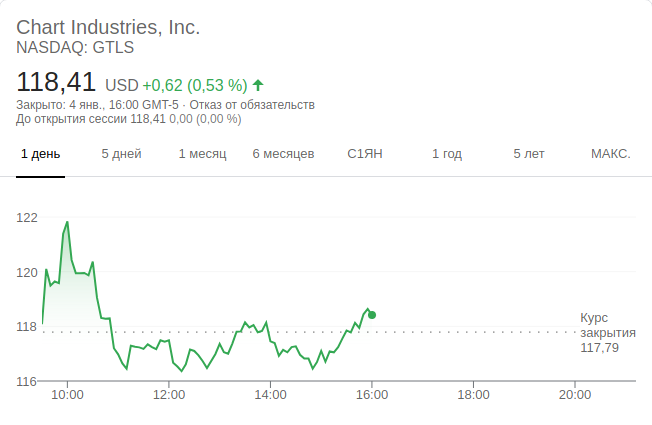 Chart Industries, Inc.
NASDAQ: GTLS
118,41 USD +0,62 (0,53 %)
Закрыто: 4 янв., 16:00 GMT-5 · Отказ от обязательств
До открытия сессии 118,41 0,00 (0,00 %)
1 день 5 дней 1 месяц 6 месяцев С1ЯН 1 год 5 лет МАКС.
122
120
118
116
Курс
закрытия
117,79
10:00 12:00 14:00 16:00 18:00 20:00